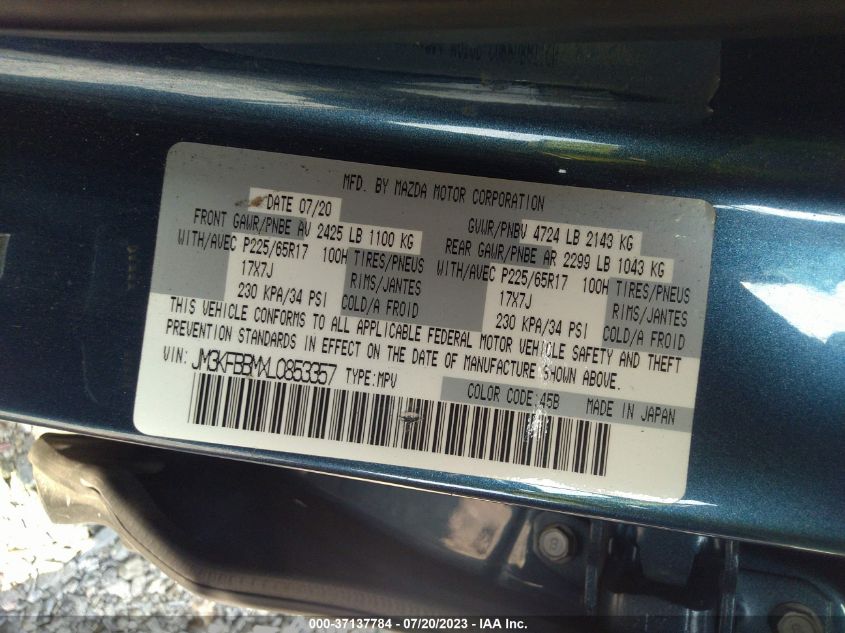 MFD. BY MAZDA MOTOR CORPORATION
DATE 07/20
GVWR/PNBV 4724 LB 2143 KG
FRONT GAWR/PNBE AV 2425 LB 1100 KG
REAR GAWR/PNBE AR 2299 LB 1043 KG
WITH/AVEC P225/65R17 100H TIRES/PNEUS
WITH/AVEC P225/65R17 100H TIRES/PNEUS
17X7J RIMS/JANTES
17X7J RIMS/JANTES
230 KPA/34 PSI COLD/A FROID
230 KPA/34 PSI COLD/A FROID
THIS VEHICLE CONFORMS TO ALL APPLICABLE FEDERAL MOTOR VEHICLE SAFETY AND THEFT
PREVENTION STANDARDS IN EFFECT ON THE DATE OF MANUFACTURE SHOWN ABOVE.
VIN: JM3KFBBMXL0853357 TYPE:MPV
COLOR CODE:45B MADE IN JAPAN
000-37137784 - 07/20/2023 - IAA Inc.